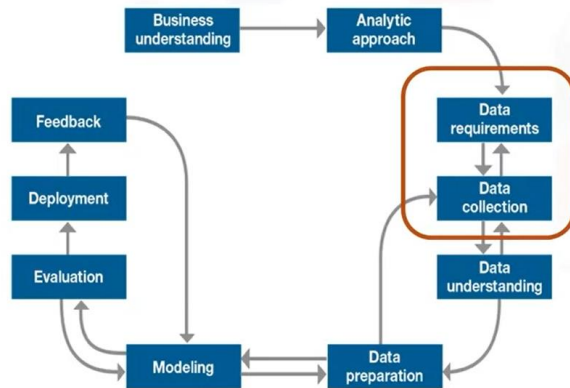 Business
understanding
Analytic
approach
Data
requirements
Feedback
Data
collection
Deployment
Data
understanding
Evaluation
Modeling
Data
preparation